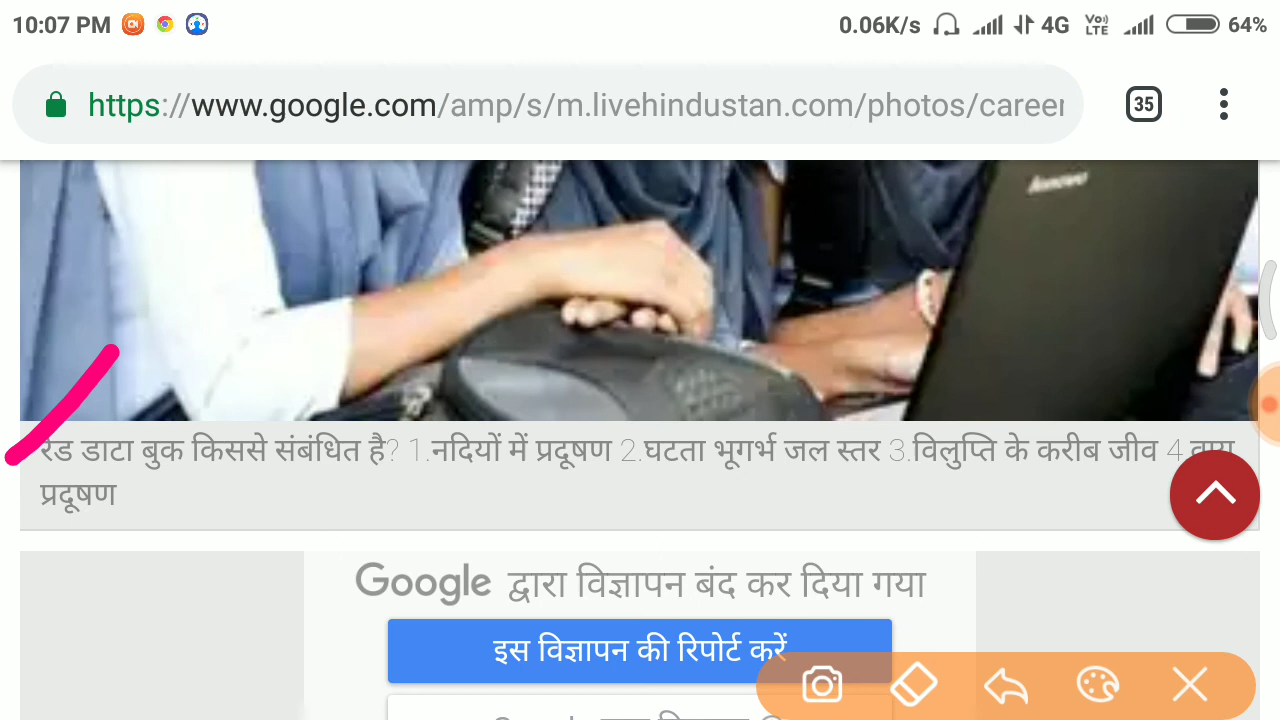 10:07 PM
0.06K/s 4G VoLTE 64%
https://www.google.com/amp/s/m.livehindustan.com/photos/career
35
lenovo
रेड डाटा बुक किससे संबंधित है? 1.नदियों में प्रदूषण 2.घटता भूगर्भ जल स्तर 3.विलुप्ति के करीब जीव 4.वायु
प्रदूषण
Google द्वारा विज्ञापन बंद कर दिया गया
इस विज्ञापन की रिपोर्ट करें